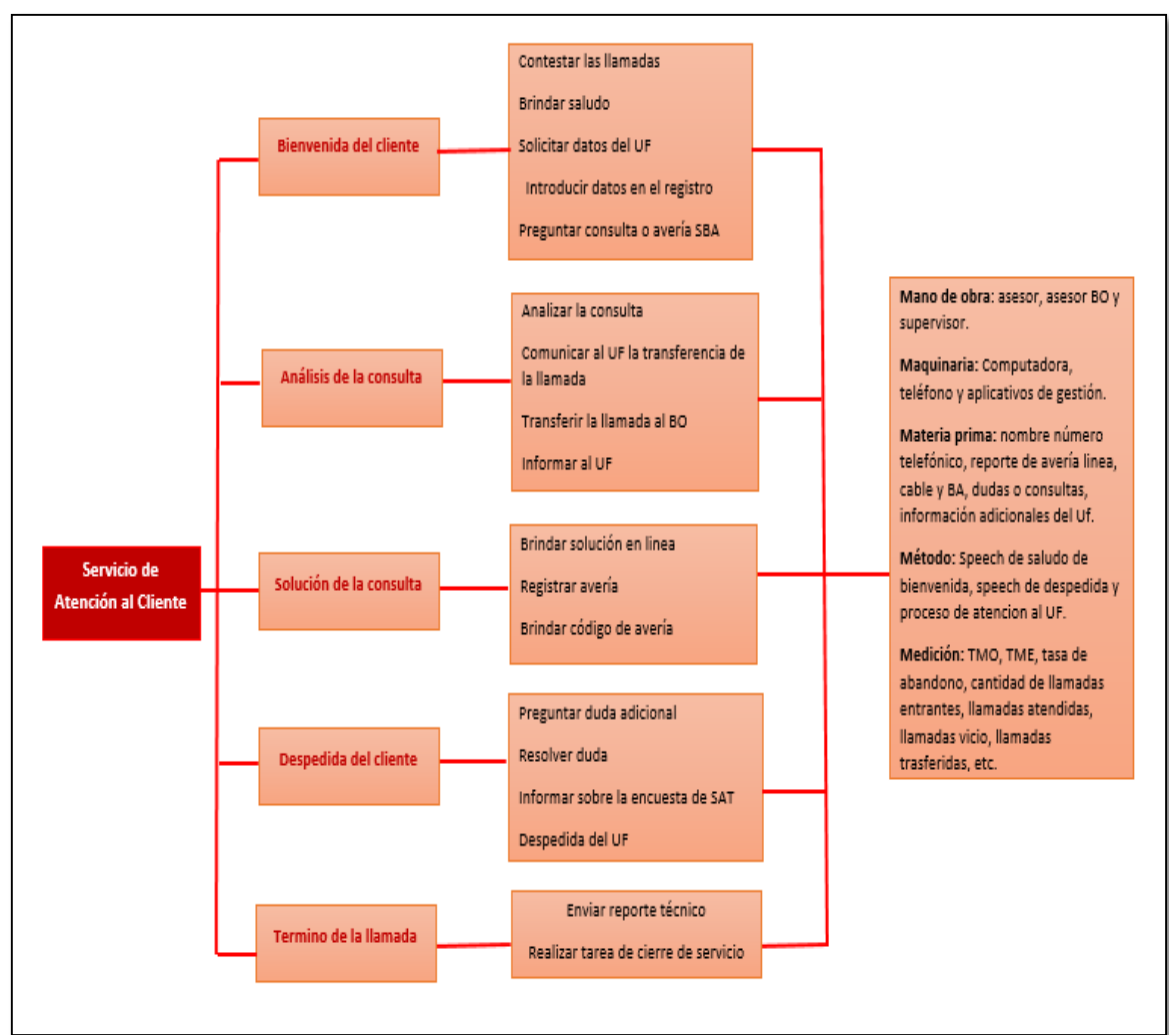 Servicio de
Atención al Cliente
Bienvenida del cliente
Contestar las llamadas
Brindar saludo
Solicitar datos del UF
Introducir datos en el registro
Preguntar consulta o avería SBA
Análisis de la consulta
Analizar la consulta
Comunicar al UF la transferencia de
la llamada
Transferir la llamada al BO
Informar al UF
Solución de la consulta
Brindar solución en linea
Registrar avería
Brindar código de avería
Despedida del cliente
Preguntar duda adicional
Resolver duda
Informar sobre la encuesta de SAT
Despedida del UF
Termino de la llamada
Enviar reporte técnico
Realizar tarea de cierre de servicio
Mano de obra: asesor, asesor BO y
supervisor.
Maquinaria: Computadora,
teléfono y aplicativos de gestión.
Materia prima: nombre número
telefónico, reporte de avería linea,
cable y BA, dudas o consultas,
información adicionales del Uf.
Método: Speech de saludo de
bienvenida, speech de despedida y
proceso de atencion al UF.
Medición: TMO, TME, tasa de
abandono, cantidad de llamadas
entrantes, llamadas atendidas,
llamadas vicio, llamadas
trasferidas, etc.